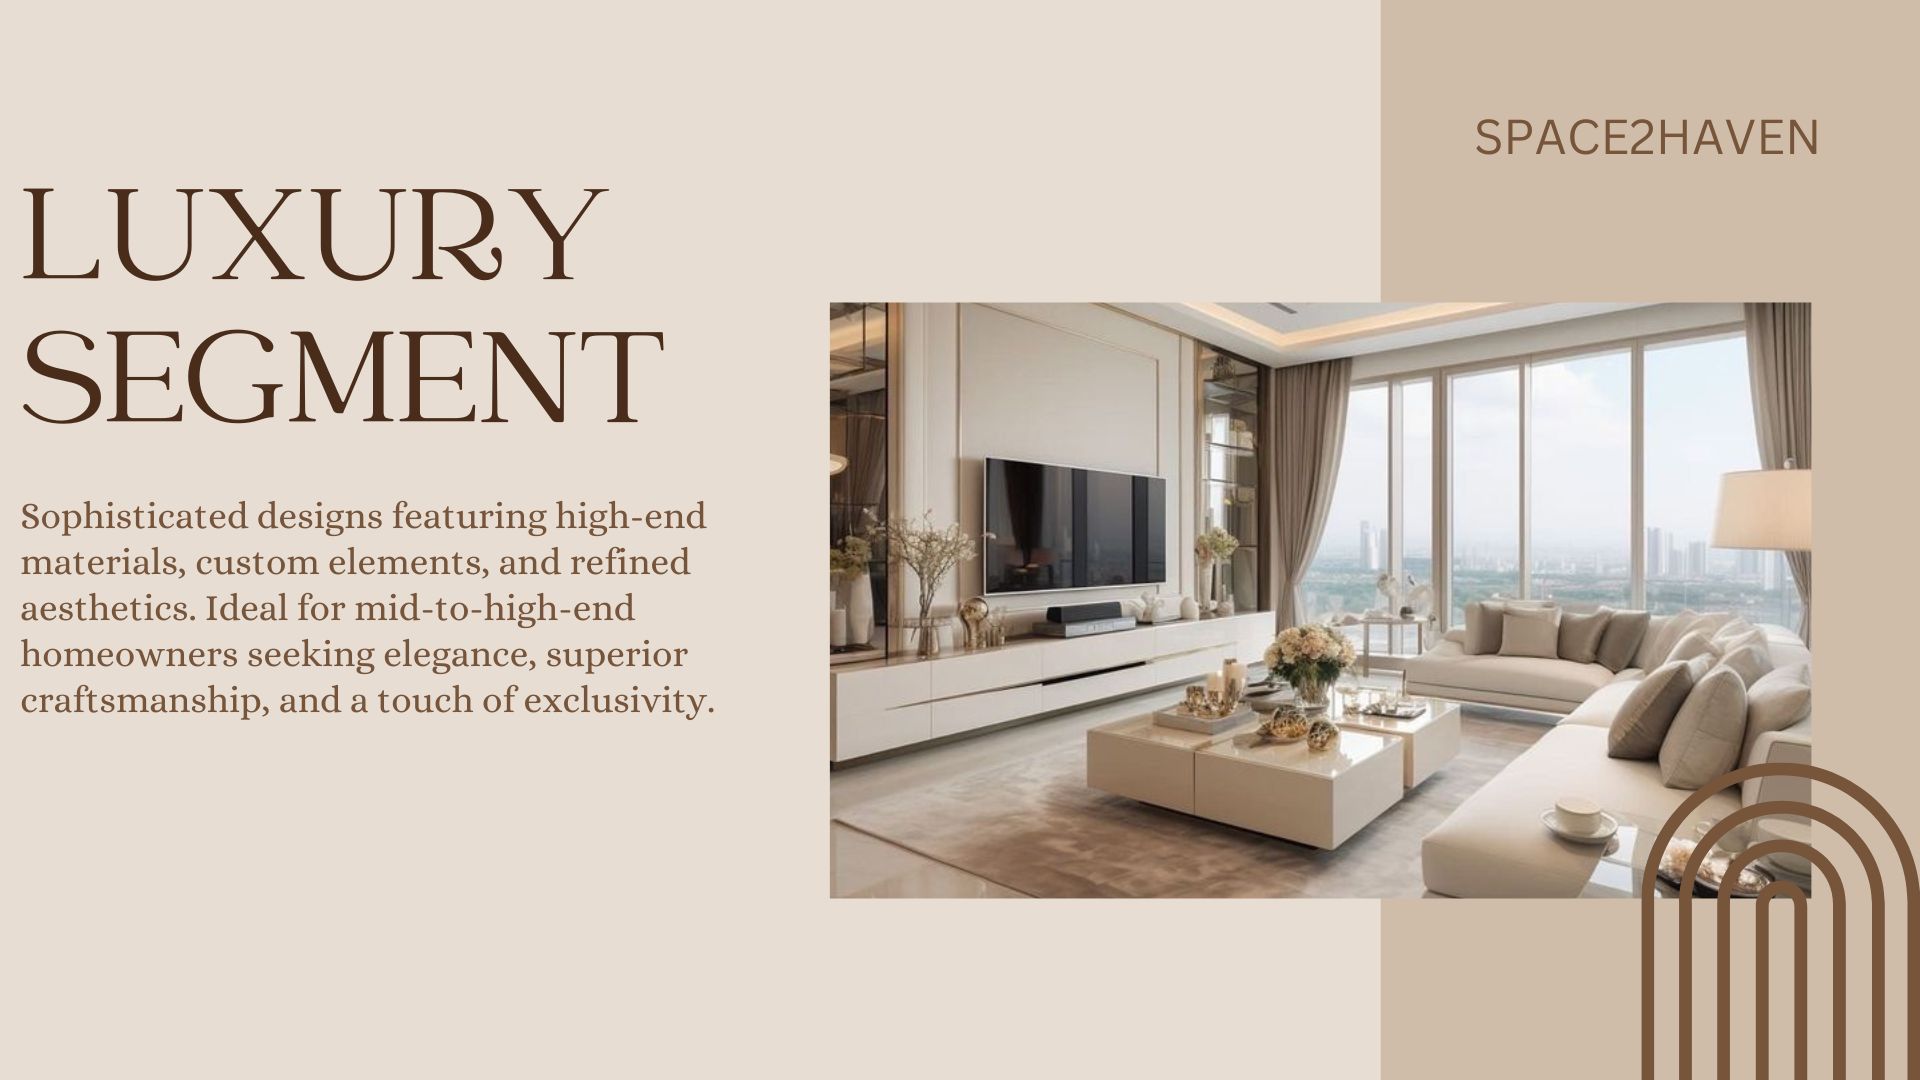 SPACE2HAVEN
LUXURY
SEGMENT
Sophisticated designs featuring high-end
materials, custom elements, and refined
aesthetics. Ideal for mid-to-high-end
homeowners seeking elegance, superior
craftsmanship, and a touch of exclusivity.